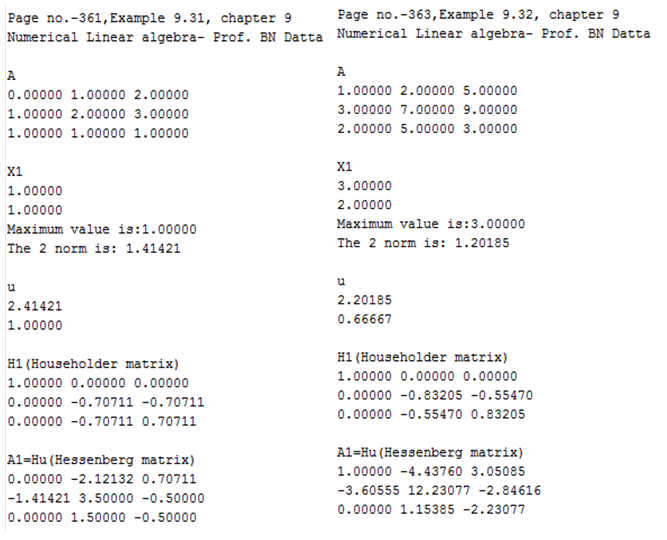 Page no.-361,Example 9.31, chapter 9
Numerical Linear algebra- Prof. BN Datta
A
0.00000 1.00000 2.00000
1.00000 2.00000 3.00000
1.00000 1.00000 1.00000
X1
1.00000
1.00000
Maximum value is:1.00000
The 2 norm is: 1.41421
u
2.41421
1.00000
H1(Householder matrix)
1.00000 0.00000 0.00000
0.00000 -0.70711 -0.70711
0.00000 -0.70711 0.70711
A1=Hu(Hessenberg matrix)
0.00000 -2.12132 0.70711
-1.41421 3.50000 -0.50000
0.00000 1.50000 -0.50000
Page no.-363,Example 9.32, chapter 9
Numerical Linear algebra- Prof. BN Datta
A
1.00000 2.00000 5.00000
3.00000 7.00000 9.00000
2.00000 5.00000 3.00000
X1
3.00000
2.00000
Maximum value is:3.00000
The 2 norm is: 1.20185
u
2.20185
0.66667
H1(Householder matrix)
1.00000 0.00000 0.00000
0.00000 -0.83205 -0.55470
0.00000 -0.55470 0.83205
A1=Hu(Hessenberg matrix)
1.00000 -4.43760 3.05085
-3.60555 12.23077 -2.84616
0.00000 1.15385 -2.23077